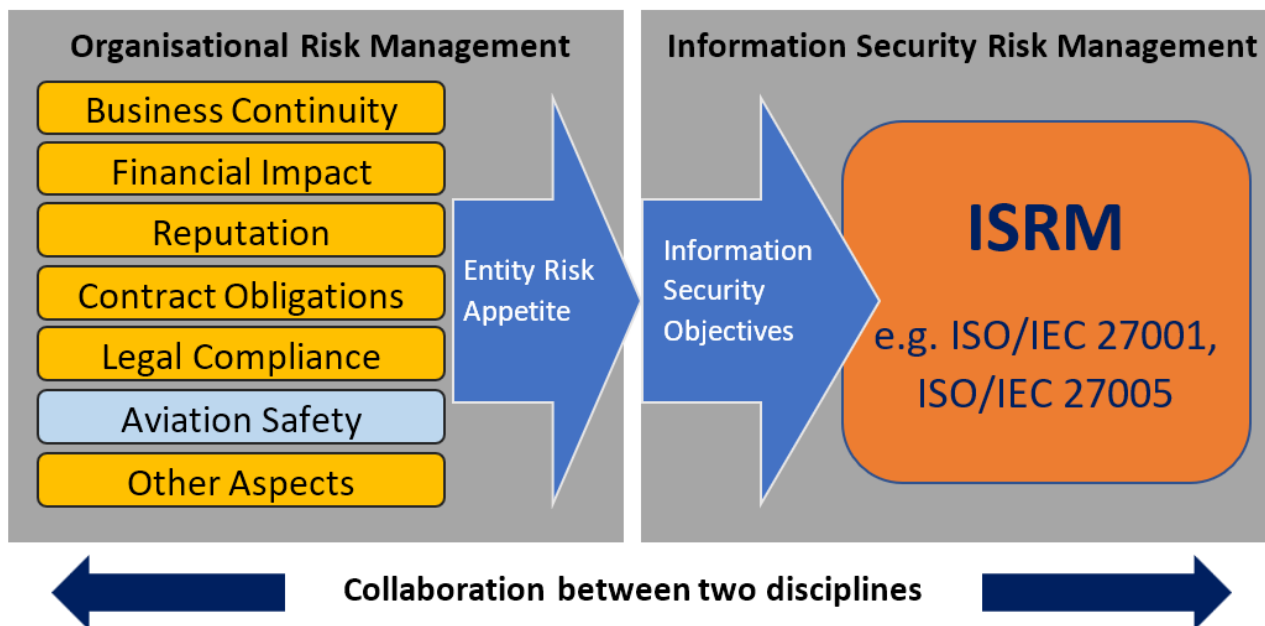 Organisational Risk Management
Business Continuity
Financial Impact
Reputation
Contract Obligations
Legal Compliance
Aviation Safety
Other Aspects
Entity Risk
Appetite
Information Security Risk Management
Information
Security
Objectives
ISRM
e.g. ISO/IEC 27001,
ISO/IEC 27005
Collaboration between two disciplines